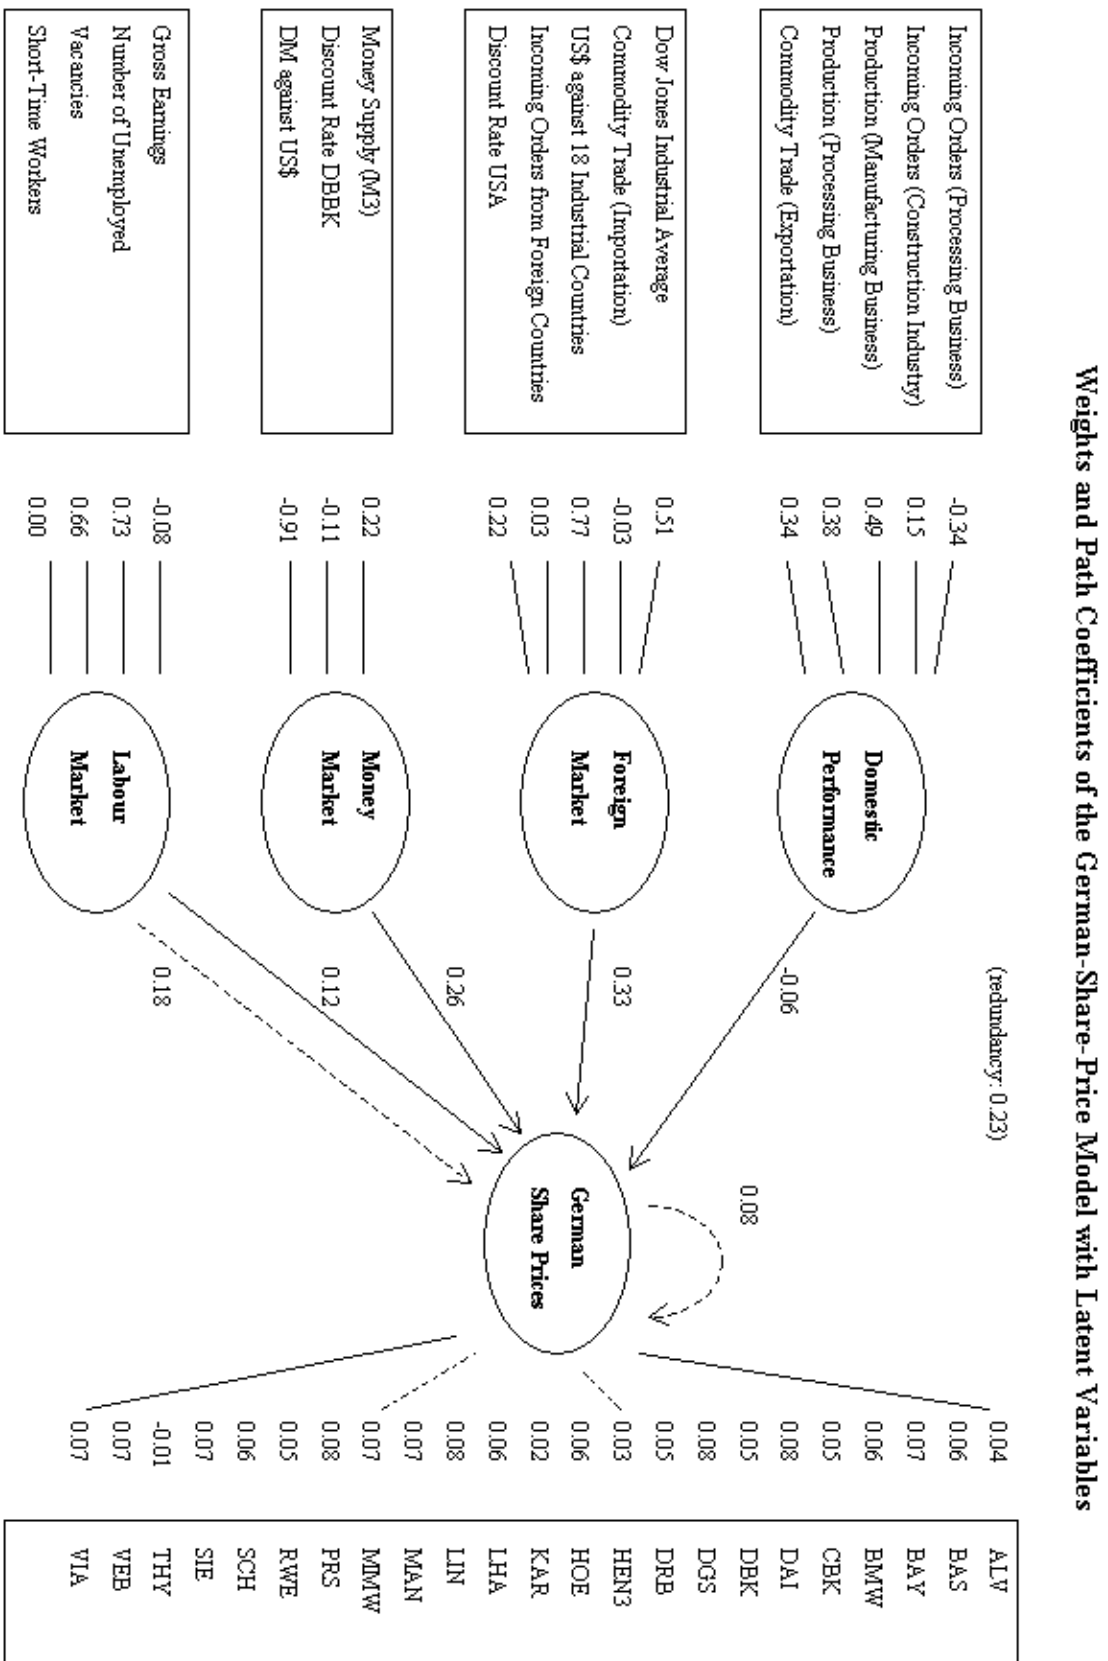 Weights and Path Coefficients of the German-Share-Price Model with Latent Variables
(redundancy: 0.23)
Incoming Orders (Processing Business)
Incoming Orders (Construction Industry)
Production (Manufacturing Business)
Production (Processing Business)
Commodity Trade (Exportation)
-0.34
0.15
0.49
0.38
0.34
Domestic
Performance
-0.06
Dow Jones Industrial Average
Commodity Trade (Importation)
US$ against 18 Industrial Countries
Incoming Orders from Foreign Countries
Discount Rate USA
0.51
-0.03
0.77
0.03
0.22
Foreign
Market
0.33
Money Supply (M3)
Discount Rate DBBK
DM against US$
0.22
-0.11
-0.91
Money
Market
0.26
Gross Earnings
Number of Unemployed
Vacancies
Short-Time Workers
-0.08
0.73
0.66
0.00
Labour
Market
0.12
0.18
0.08
German
Share Prices
0.04 ALV
0.06 BAS
0.07 BAY
0.06 BMW
0.05 CBK
0.08 DAI
0.05 DBK
0.08 DGS
0.05 DRB
0.03 HEN3
0.06 HOE
0.02 KAR
0.06 LHA
0.08 LIN
0.07 MAN
0.07 MMW
0.08 PRS
0.05 RWE
0.06 SCH
0.07 SIE
-0.01 THY
0.07 VEB
0.07 VIA